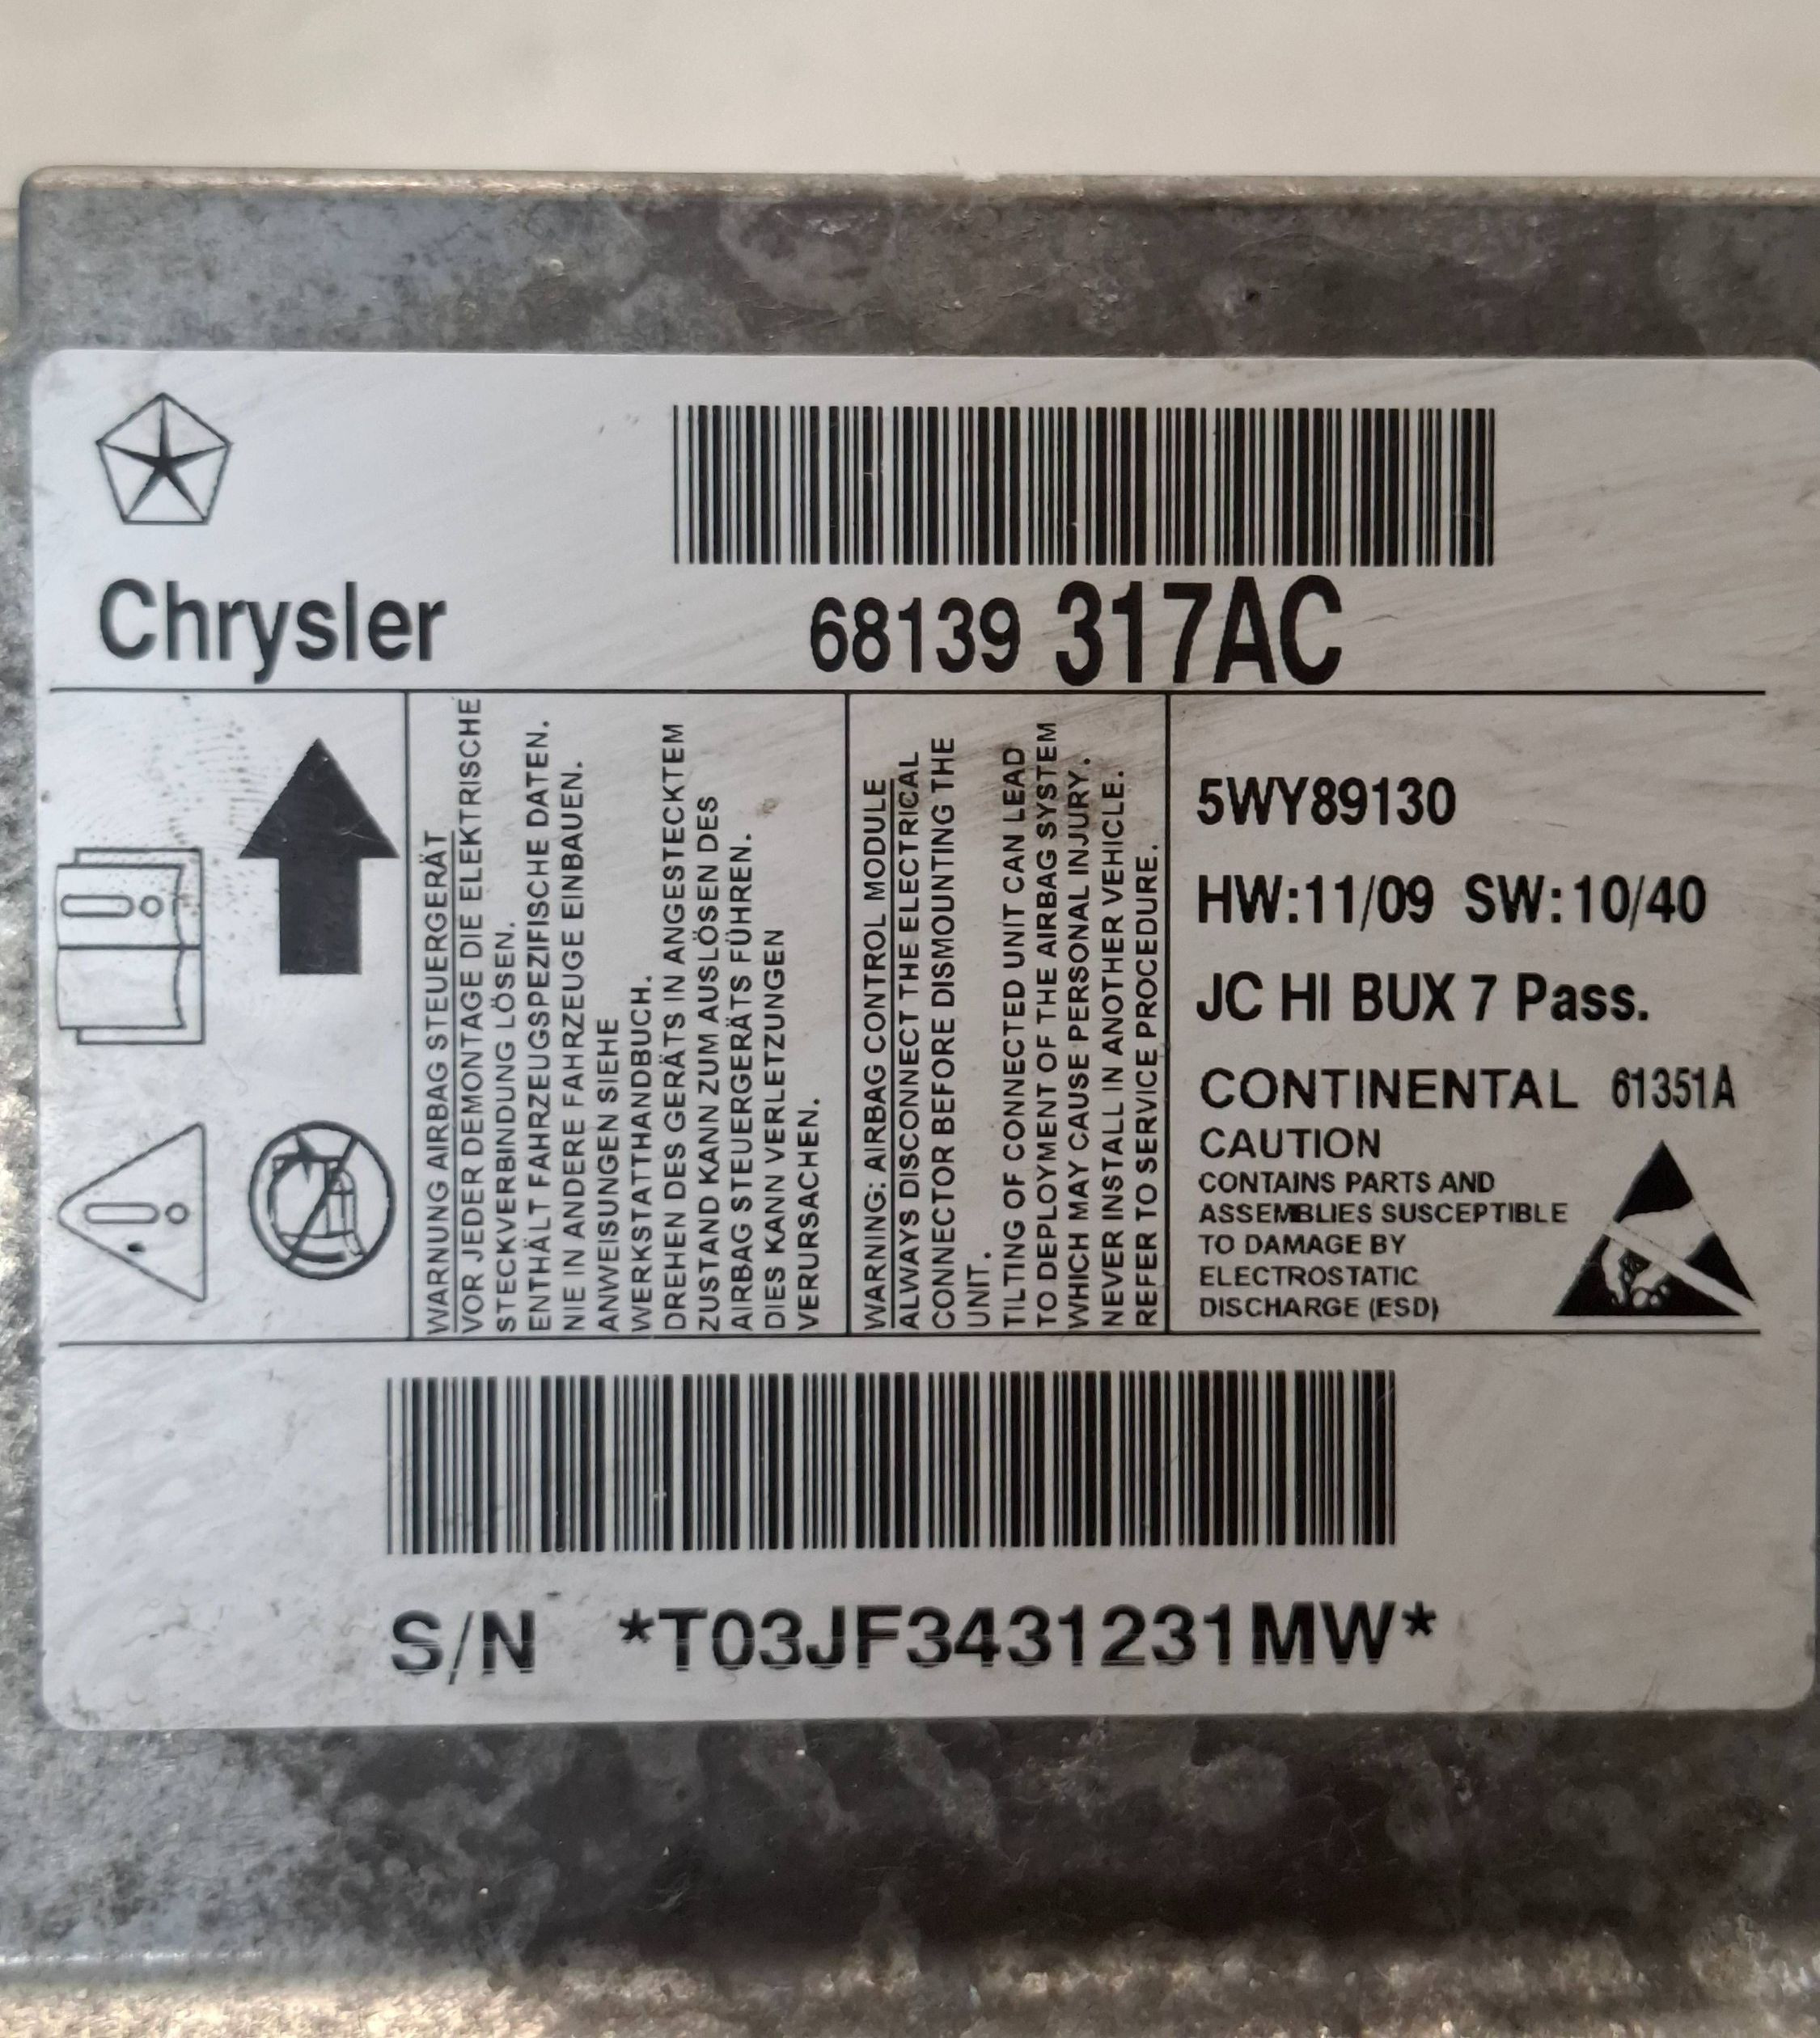 Chrysler
68139 317AC
WARNUNG AIRBAG STEUERGERÄT
VOR JEDER DEMONTAGE DIE ELEKTRISCHE
STECKVERBINDUNG LÖSEN.
ENTHÄLT FAHRZEUGSPEZIFISCHE DATEN.
NIE IN ANDERE FAHRZEUGE EINBAUEN.
ANWEISUNGEN SIEHE
WERKSTATTHANDBUCH.
DREHEN DES GERÄTS IN ANGESTECKTEM
ZUSTAND KANN ZUM AUSLÖSEN DES
AIRBAG STEUERGERÄTS FÜHREN.
DIES KANN VERLETZUNGEN
VERURSACHEN.
WARNING: AIRBAG CONTROL MODULE
ALWAYS DISCONNECT THE ELECTRICAL
CONNECTOR BEFORE DISMOUNTING THE
UNIT.
TILTING OF CONNECTED UNIT CAN LEAD
TO DEPLOYMENT OF THE AIRBAG SYSTEM
WHICH MAY CAUSE PERSONAL INJURY.
NEVER INSTALL IN ANOTHER VEHICLE.
REFER TO SERVICE PROCEDURE.
5WY89130
HW:11/09 SW:10/40
JC HI BUX 7 Pass.
CONTINENTAL 61351A
CAUTION
CONTAINS PARTS AND
ASSEMBLIES SUSCEPTIBLE
TO DAMAGE BY
ELECTROSTATIC
DISCHARGE (ESD)
S/N *T03JF3431231MW*